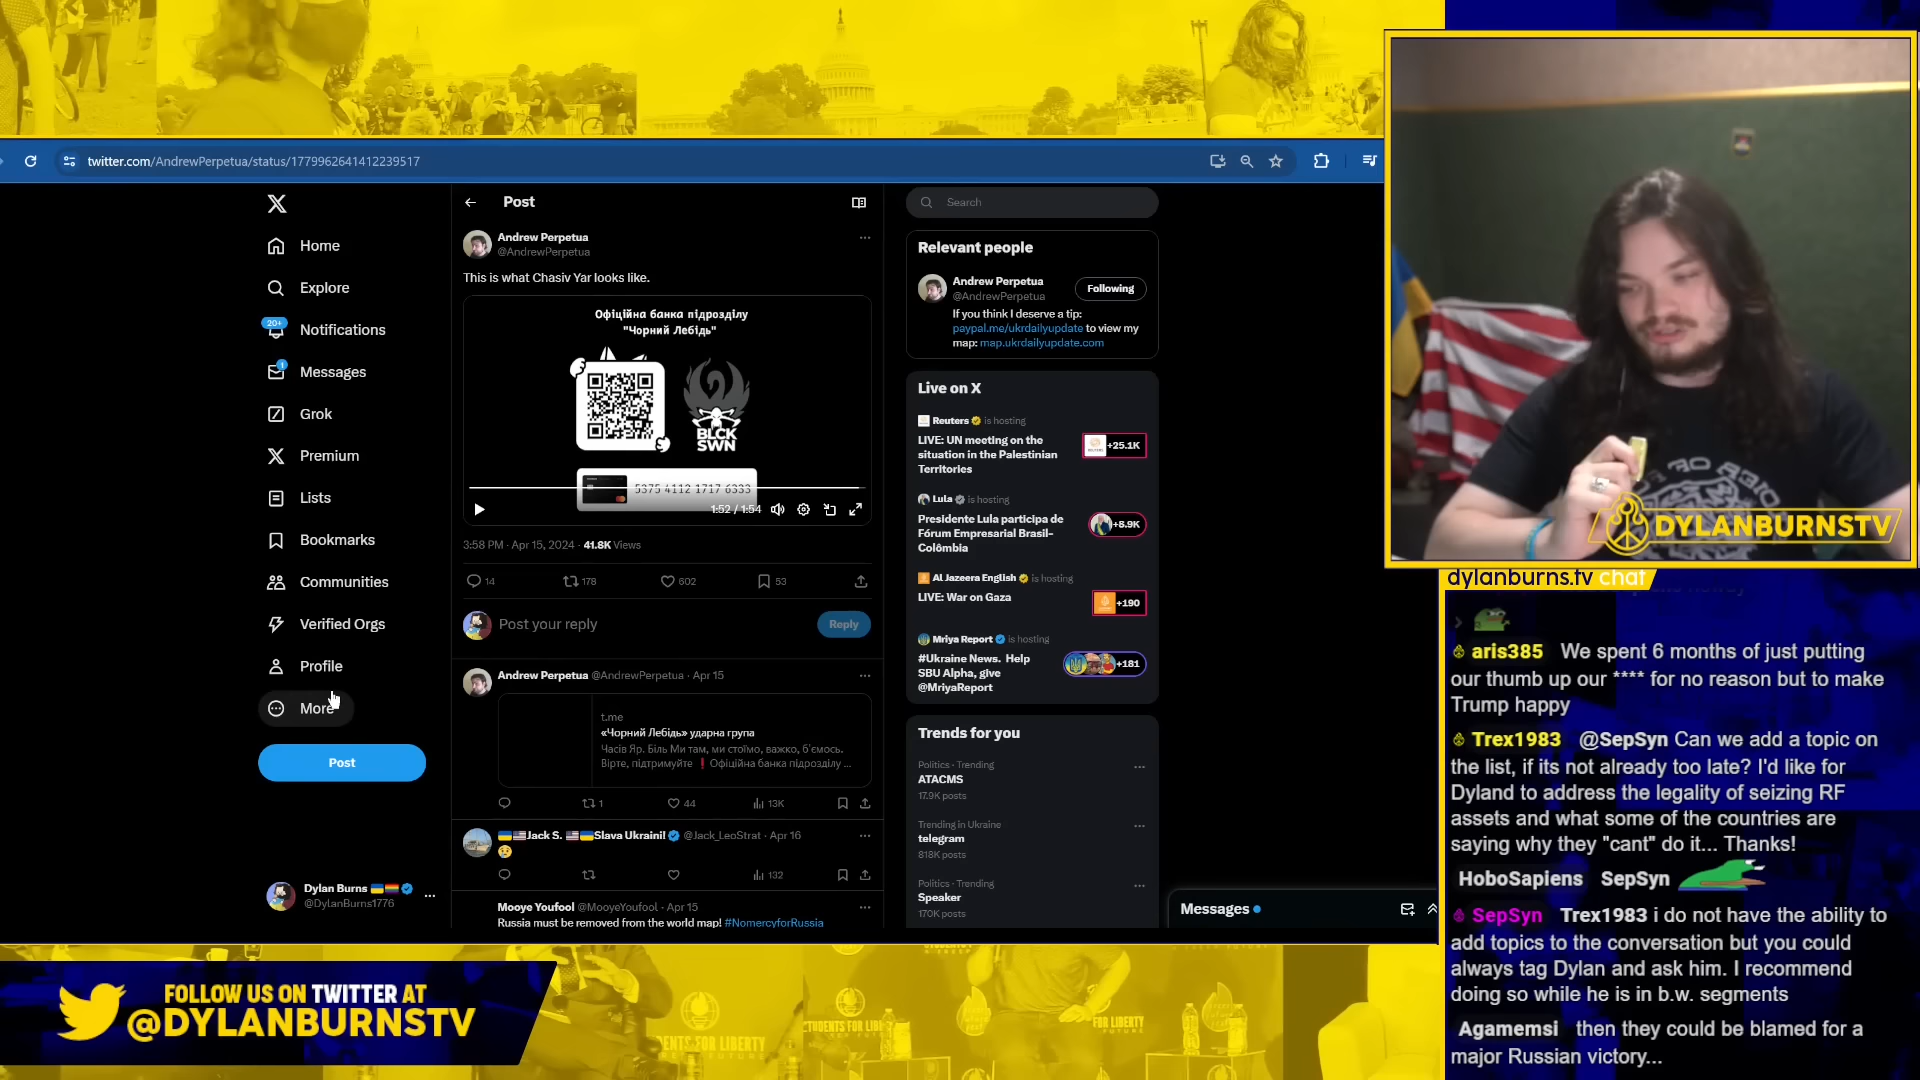 twitter.com/AndrewPerpetua/status/1779962641412239517
Home
Explore
20+
Notifications
1
Messages
Grok
Premium
Lists
Bookmarks
Communities
Verified Orgs
Profile
More
Post
Dylan Burns
@DylanBurns1776
Post
Andrew Perpetua
@AndrewPerpetua
This is what Chasiv Yar looks like.
Офіційна банка підрозділу
"Чорний Лебідь"
BLCK
SWN
5375 4112 1717 6333
1:52 / 1:54
3:58 PM · Apr 15, 2024 · 41.8K Views
14
178
602
53
Post your reply
Reply
Andrew Perpetua @AndrewPerpetua · Apr 15
t.me
«Чорний Лебідь» ударна група
Часів Яр. Біль Ми там, ми стоїмо, важко, б'ємось.
Вірте, підтримуйте ❗ Офіційна банка підрозділу ...
1
44
13K
Jack S. Slava Ukraini! @Jack_LeoStrat · Apr 16
132
Mooye Youfool @MooyeYoufool · Apr 15
Russia must be removed from the world map! #NomercyforRussia
Search
Relevant people
Andrew Perpetua
@AndrewPerpetua
Following
If you think I deserve a tip:
paypal.me/ukrdailyupdate to view my
map: map.ukrdailyupdate.com
Live on X
Reuters is hosting
LIVE: UN meeting on the
situation in the Palestinian
Territories
+25.1K
Lula is hosting
Presidente Lula participa de
Fórum Empresarial Brasil-
Colômbia
+8.9K
Al Jazeera English is hosting
LIVE: War on Gaza
+190
Mriya Report is hosting
#Ukraine News. Help
SBU Alpha, give
@MriyaReport
+181
Trends for you
Politics · Trending
ATACMS
17.9K posts
Trending in Ukraine
telegram
818K posts
Politics · Trending
Speaker
170K posts
Messages
DYLANBURNSTV
dylanburns.tv chat
aris385 We spent 6 months of just putting
our thumb up our **** for no reason but to make
Trump happy
Trex1983 @SepSyn Can we add a topic on
the list, if its not already too late? I'd like for
Dyland to address the legality of seizing RF
assets and what some of the countries are
saying why they "cant" do it... Thanks!
HoboSapiens SepSyn
SepSyn Trex1983 i do not have the ability to
add topics to the conversation but you could
always tag Dylan and ask him. I recommend
doing so while he is in b.w. segments
Agamemsi then they could be blamed for a
major Russian victory...
FOLLOW US ON TWITTER AT
@DYLANBURNSTV
FOR LIBERTY